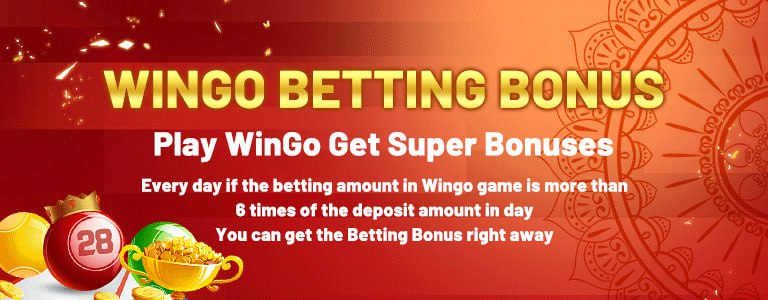 WINGO BETTING BONUS
Play WinGo Get Super Bonuses
Every day if the betting amount in Wingo game is more than
6 times of the deposit amount in day
You can get the Betting Bonus right away
28